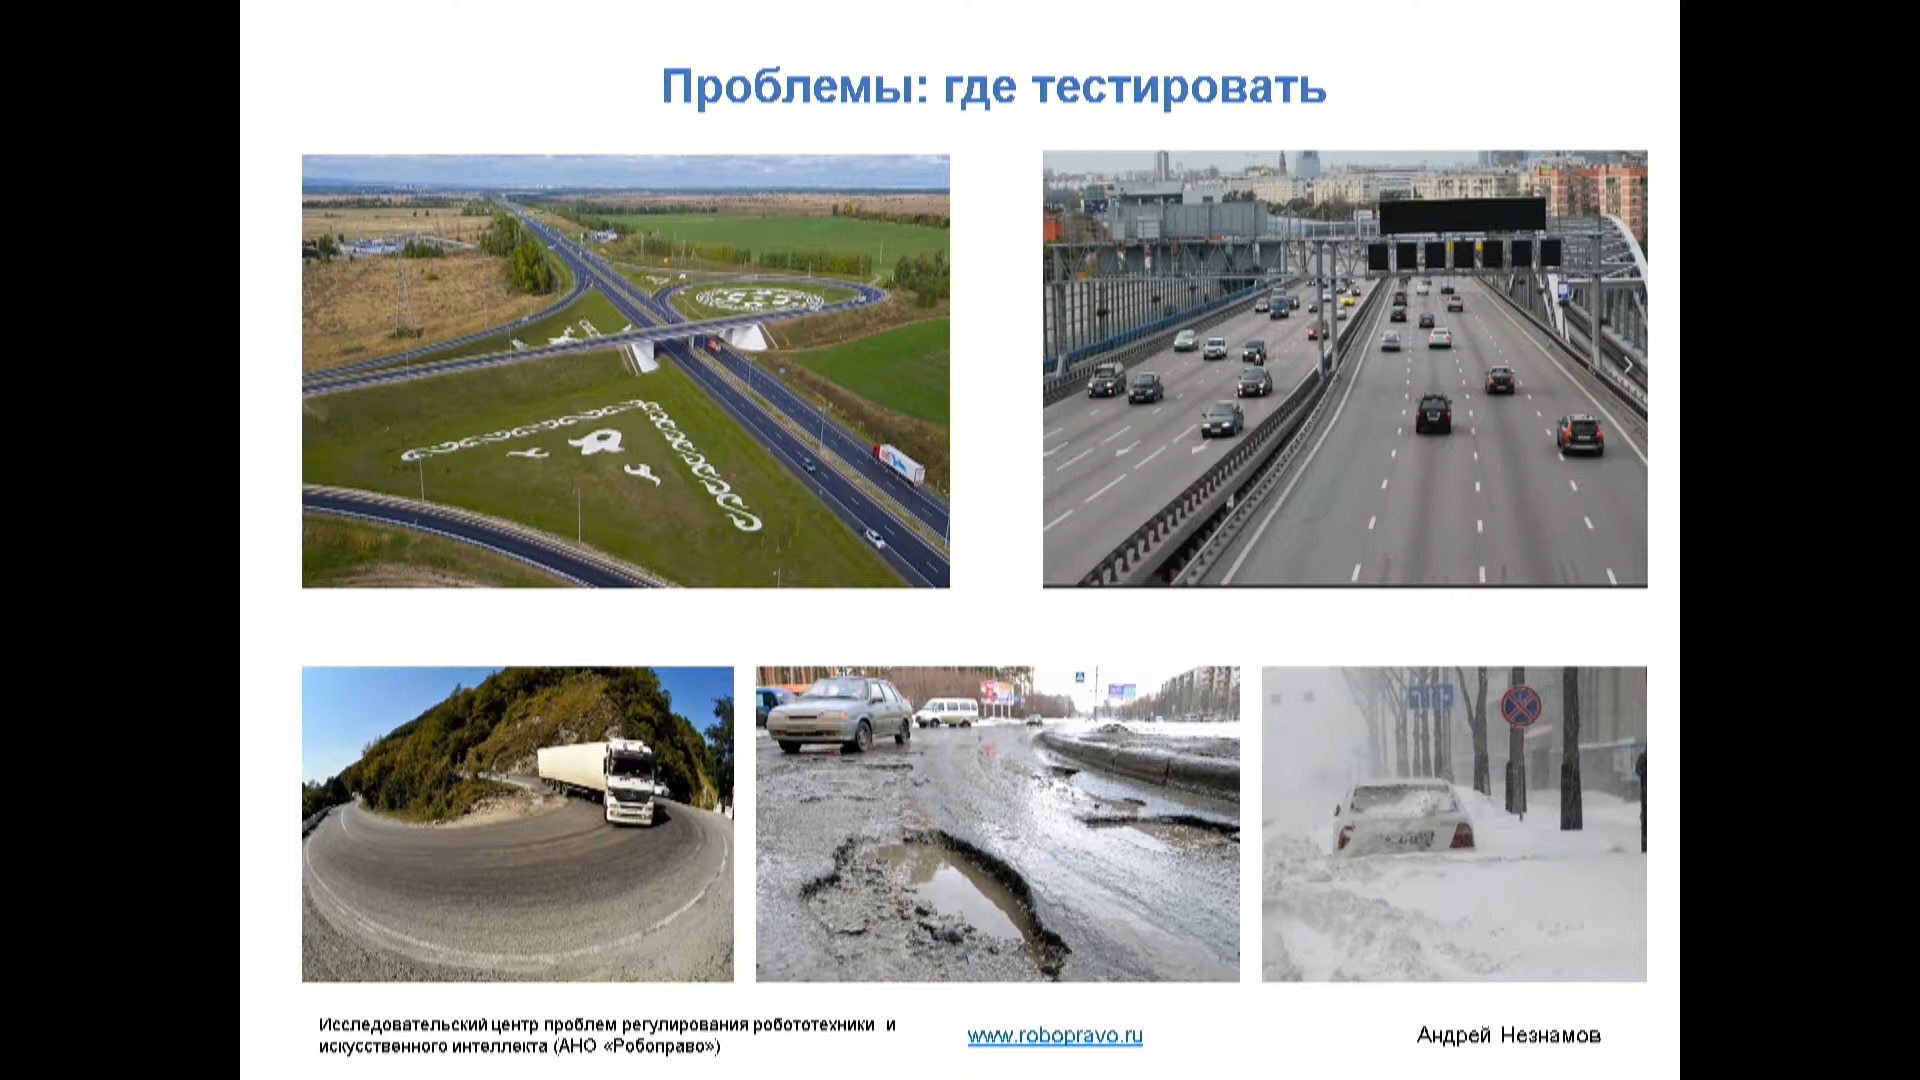 Проблемы: где тестировать
Исследовательский центр проблем регулирования робототехники и
искусственного интеллекта (АНО «Робоправо»)
www.robopravo.ru
Андрей Незнамов